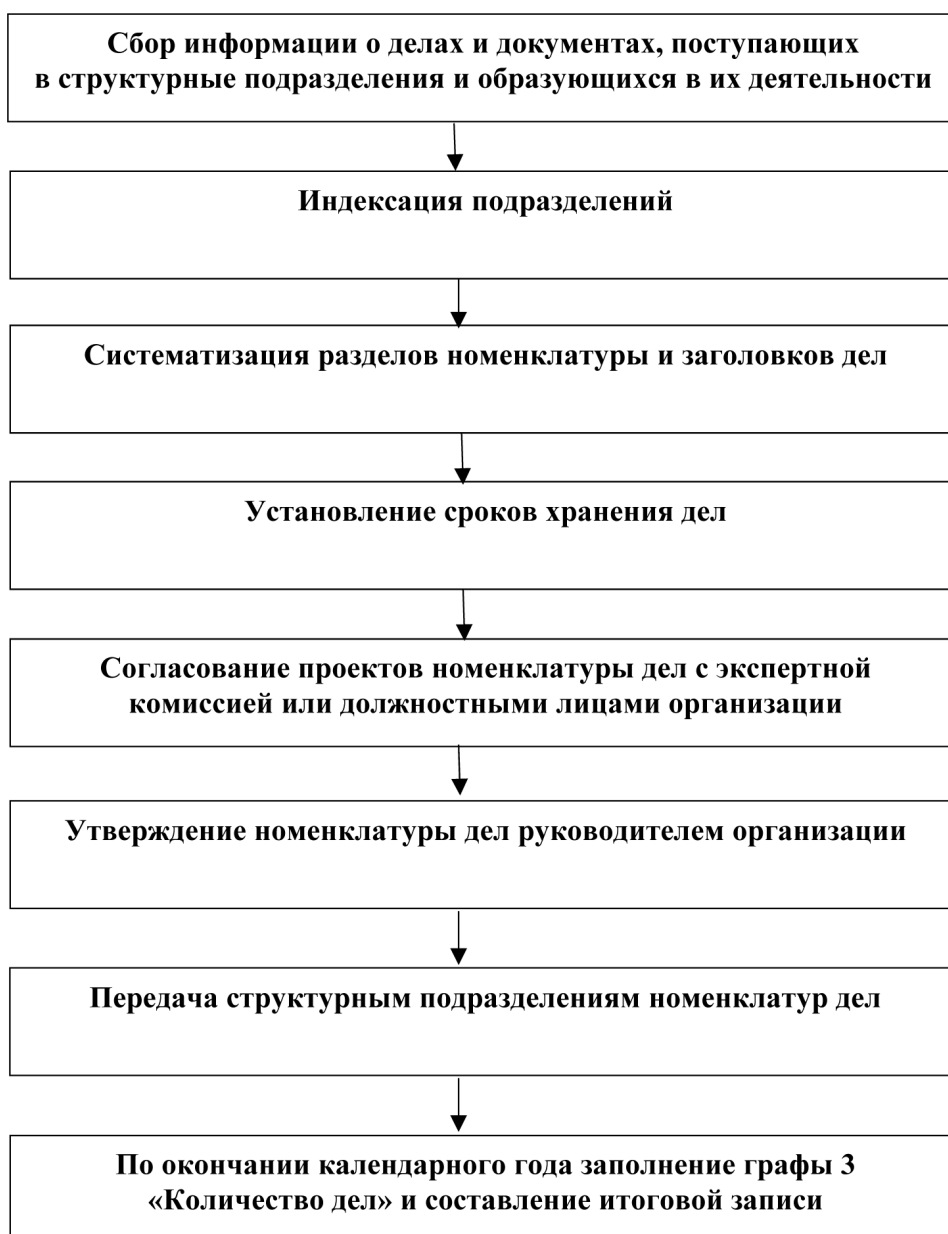 Сбор информации о делах и документах, поступающих
в структурные подразделения и образующихся в их деятельности
Индексация подразделений
Систематизация разделов номенклатуры и заголовков дел
Установление сроков хранения дел
Согласование проектов номенклатуры дел с экспертной
комиссией или должностными лицами организации
Утверждение номенклатуры дел руководителем организации
Передача структурным подразделениям номенклатур дел
По окончании календарного года заполнение графы 3
«Количество дел» и составление итоговой записи